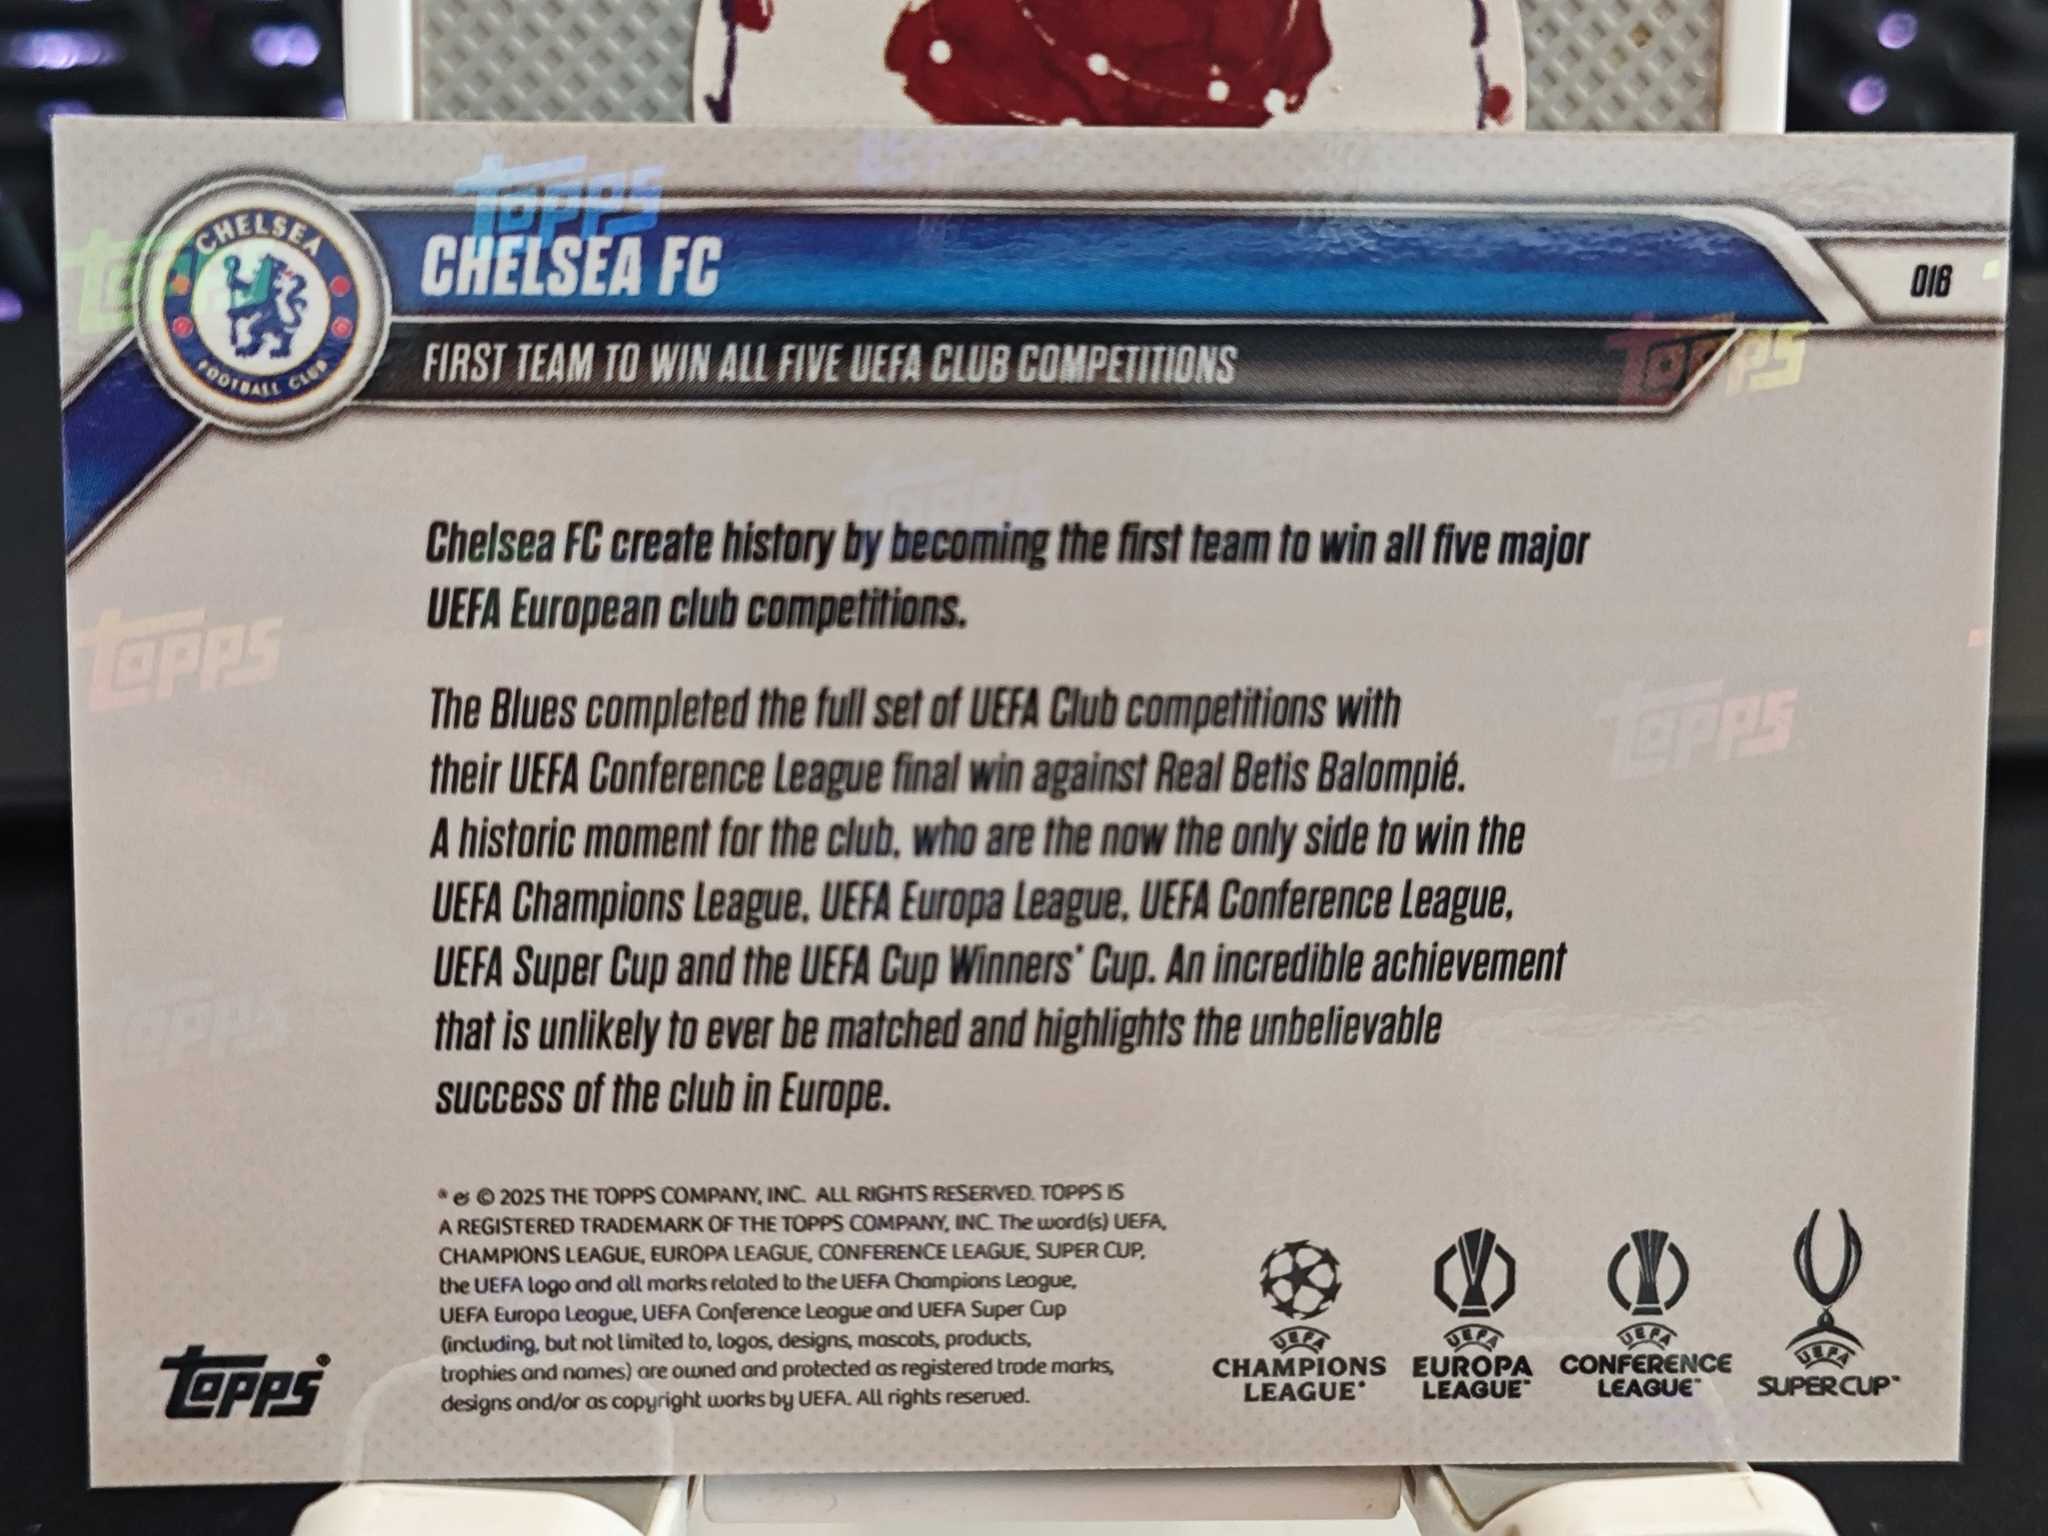 CHELSEA
FOOTBALL CLUB
CHELSEA FC
016
FIRST TEAM TO WIN ALL FIVE UEFA CLUB COMPETITIONS
Chelsea FC create history by becoming the first team to win all five major
UEFA European club competitions.
The Blues completed the full set of UEFA Club competitions with
their UEFA Conference League final win against Real Betis Balompié.
A historic moment for the club, who are the now the only side to win the
UEFA Champions League, UEFA Europa League, UEFA Conference League,
UEFA Super Cup and the UEFA Cup Winners' Cup. An incredible achievement
that is unlikely to ever be matched and highlights the unbelievable
success of the club in Europe.
® & © 2025 THE TOPPS COMPANY, INC. ALL RIGHTS RESERVED. TOPPS IS
A REGISTERED TRADEMARK OF THE TOPPS COMPANY, INC. The word(s) UEFA,
CHAMPIONS LEAGUE, EUROPA LEAGUE, CONFERENCE LEAGUE, SUPER CUP,
the UEFA logo and all marks related to the UEFA Champions League,
UEFA Europa League, UEFA Conference League and UEFA Super Cup
(including, but not limited to, logos, designs, mascots, products,
trophies and names) are owned and protected as registered trade marks,
designs and/or as copyright works by UEFA. All rights reserved.
Topps®
UEFA
CHAMPIONS
LEAGUE
UEFA
EUROPA
LEAGUE
UEFA
CONFERENCE
LEAGUE
UEFA
SUPER CUP
Topps
Topps
Topps
Topps
Topps